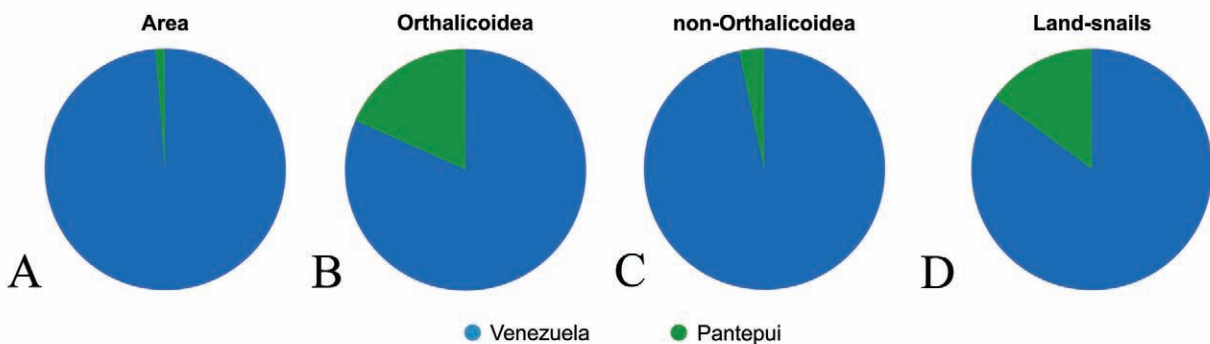 Area Orthalicoidea non-Orthalicoidea Land-snails
A B C D
Venezuela Pantepui